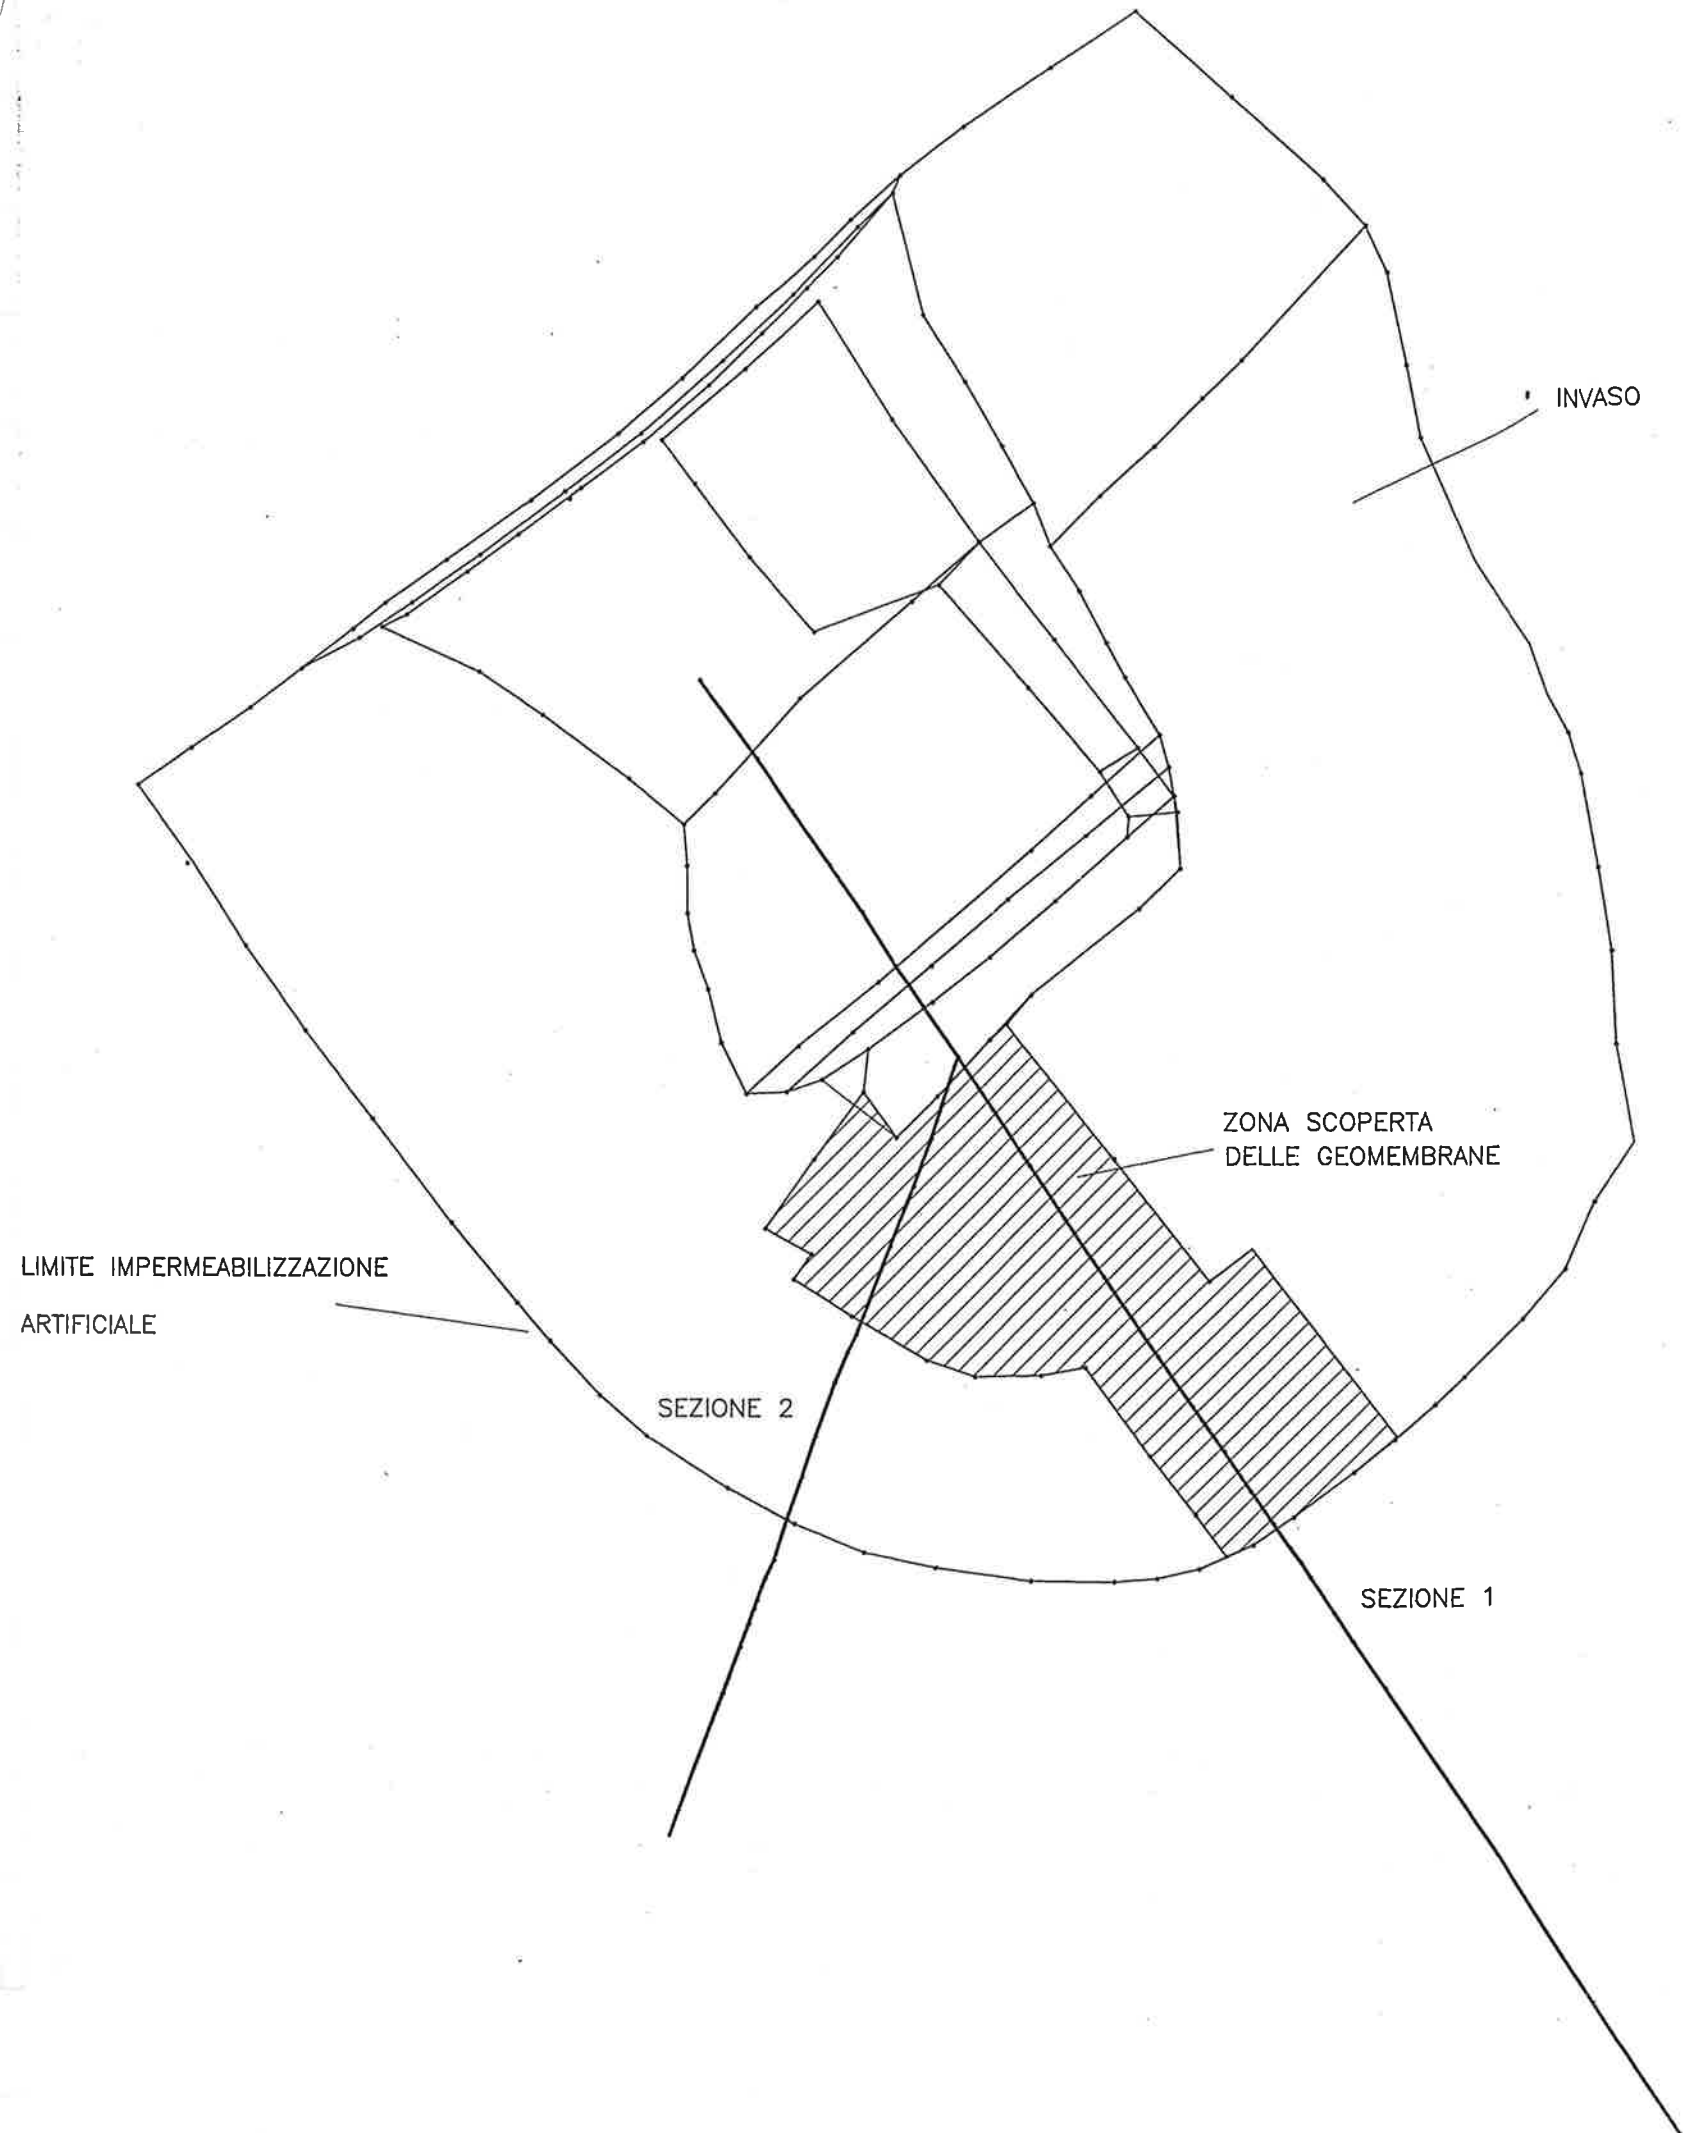 INVASO
ZONA SCOPERTA
DELLE GEOMEMBRANE
LIMITE IMPERMEABILIZZAZIONE
ARTIFICIALE
SEZIONE 2
SEZIONE 1